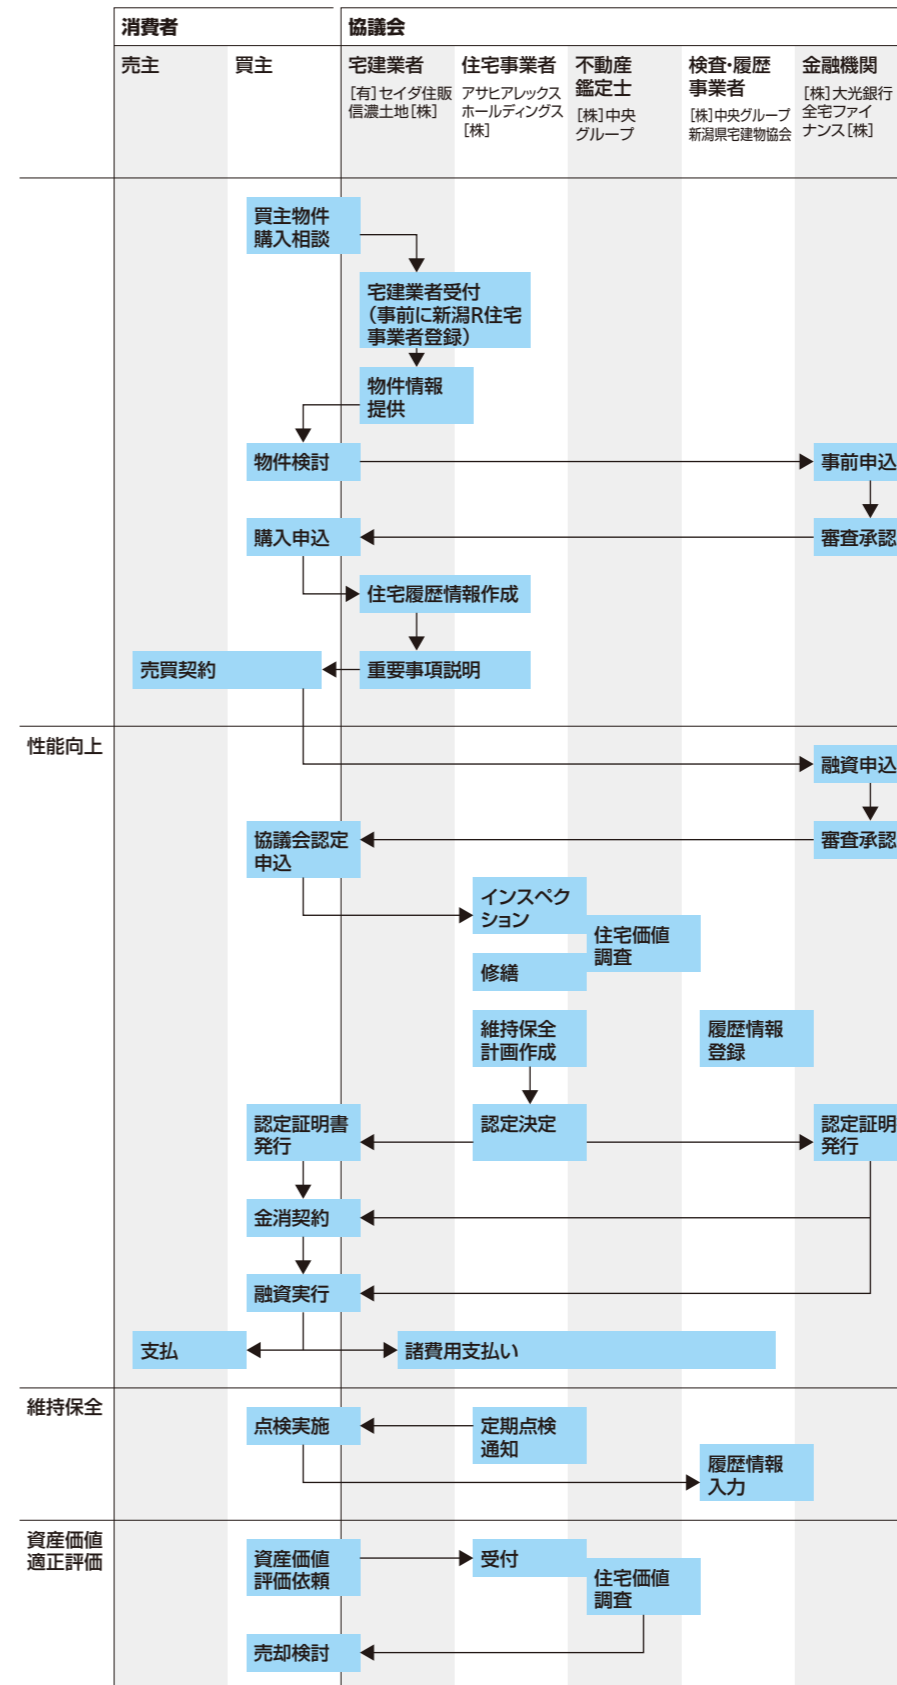 消費者
協議会
売主
買主
宅建業者
[有]セイダ住販
信濃土地[株]
住宅事業者
アサヒアレックス
ホールディングス
[株]
不動産
鑑定士
[株]中央
グループ
検査・履歴
事業者
[株]中央グループ
新潟県宅建物協会
金融機関
[株]大光銀行
全宅ファイ
ナンス[株]
買主物件
購入相談
宅建業者受付
(事前に新潟R住宅
事業者登録)
物件情報
提供
物件検討
事前申込
購入申込
審査承認
住宅履歴情報作成
売買契約
重要事項説明
性能向上
融資申込
協議会認定
申込
審査承認
インスペク
ション
住宅価値
調査
修繕
維持保全
計画作成
履歴情報
登録
認定証明書
発行
認定決定
認定証明
発行
金消契約
融資実行
支払
諸費用支払い
維持保全
点検実施
定期点検
通知
履歴情報
入力
資産価値
適正評価
資産価値
評価依頼
受付
住宅価値
調査
売却検討